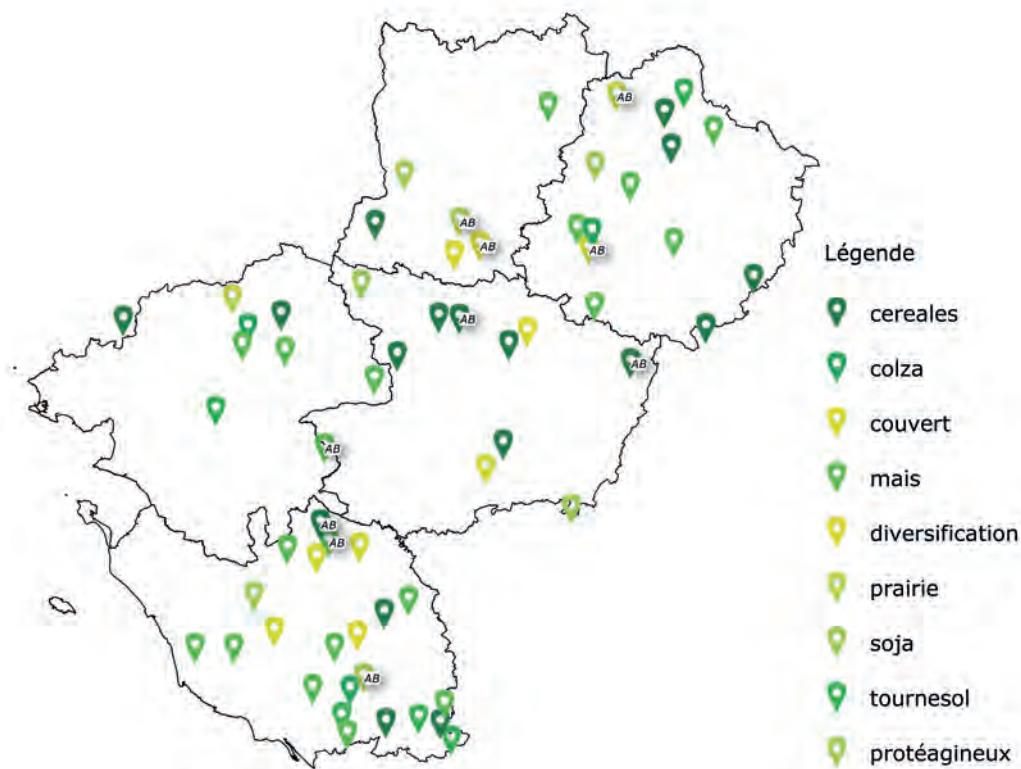 AB
AB
AB
AB
Légende
AB
cereales
AB
colza
couvert
AB
mais
AB
AB
diversification
prairie
soja
AB
tournesol
protéagineux